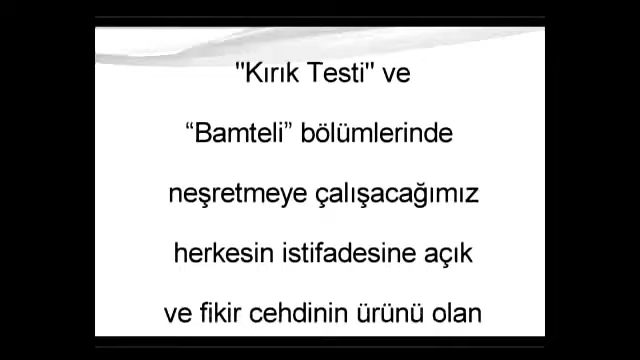 "Kırık Testi" ve
“Bamteli” bölümlerinde
neşretmeye çalışacağımız
herkesin istifadesine açık
ve fikir cehdinin ürünü olan